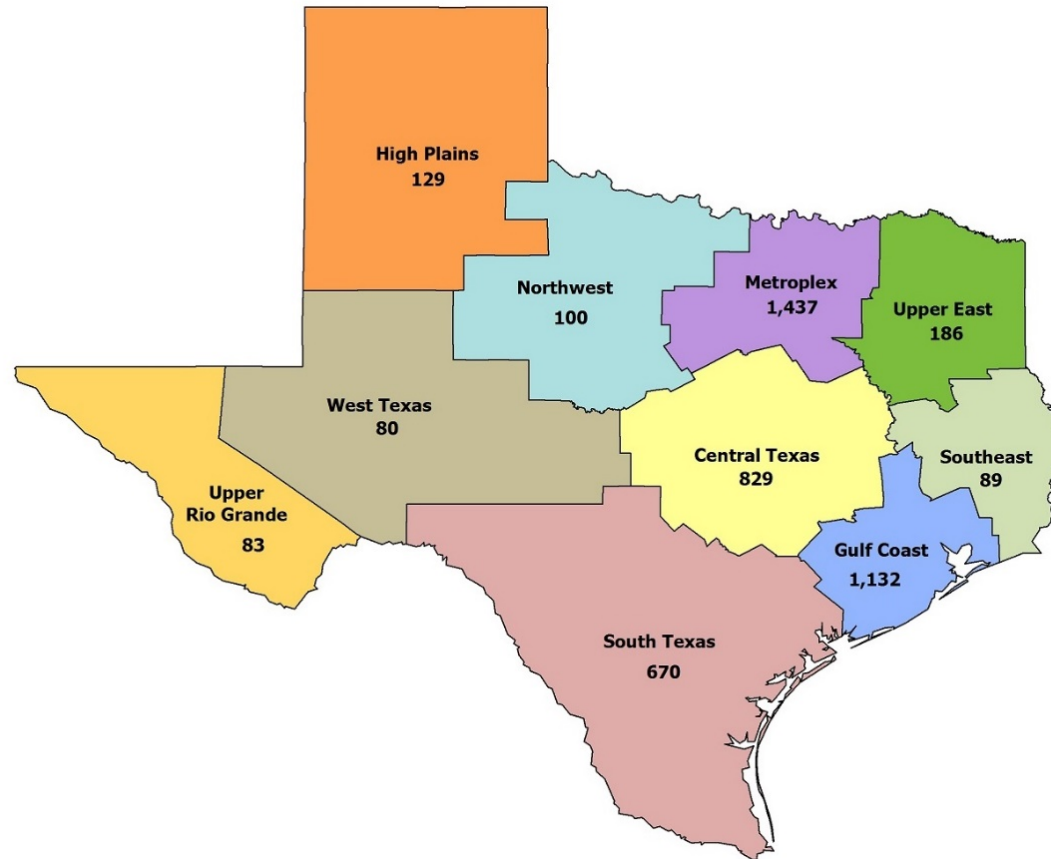 High Plains
129
Northwest
100
Metroplex
1,437
Upper East
186
West Texas
80
Central Texas
829
Southeast
89
Upper
Rio Grande
83
Gulf Coast
1,132
South Texas
670